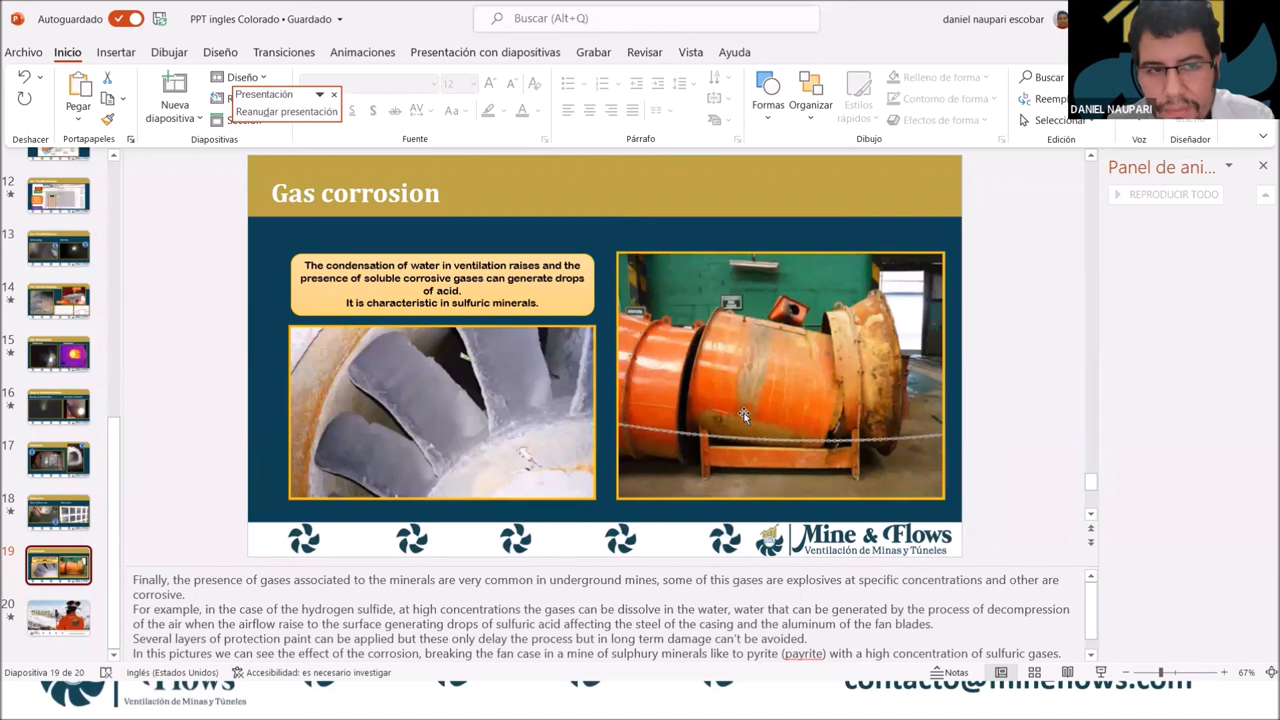 Autoguardado
PPT ingles Colorado • Guardado
Buscar (Alt+Q)
daniel naupari escobar
Archivo Inicio Insertar Dibujar Diseño Transiciones Animaciones Presentación con diapositivas Grabar Revisar Vista Ayuda
Deshacer
Pegar
Portapapeles
Nueva
diapositiva
Diseño
Presentación
Reanudar presentación
Diapositivas
12
Fuente
Párrafo
Formas
Organizar
Estilos
rápidos
Relleno de forma
Contorno de forma
Efectos de forma
Dibujo
Buscar
Reemp
Seleccionar
Edición
Voz
Diseñador
DANIEL NAUPARI
12
13
14
15
16
17
18
19
20
Gas corrosion
The condensation of water in ventilation raises and the
presence of soluble corrosive gases can generate drops
of acid.
It is characteristic in sulfuric minerals.
Mine & Flows
Ventilación de Minas y Túneles
Panel de ani...
REPRODUCIR TODO
Finally, the presence of gases associated to the minerals are very common in underground mines, some of this gases are explosives at specific concentrations and other are
corrosive.
For example, in the case of the hydrogen sulfide, at high concentrations the gases can be dissolve in the water, water that can be generated by the process of decompression
of the air when the airflow raise to the surface generating drops of sulfuric acid affecting the steel of the casing and the aluminum of the fan blades.
Several layers of protection paint can be applied but these only delay the process but in long term damage can't be avoided.
In this pictures we can see the effect of the corrosion, breaking the fan case in a mine of sulphury minerals like to pyrite (payrite) with a high concentration of sulfuric gases.
Diapositiva 19 de 20
Inglés (Estados Unidos)
Accesibilidad: es necesario investigar
Notas
67%
Ventilación de Minas y Túneles
contacto@mineflows.com